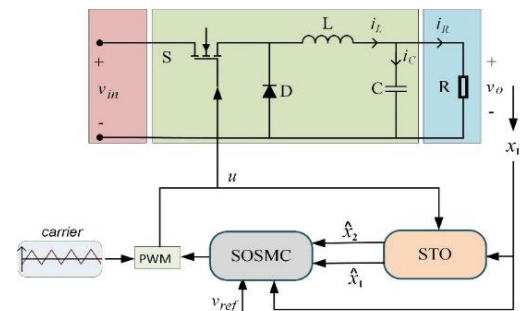 L
i_L
i_R
S
+
v_in
-
D
i_C
C
R
+
v_o
-
x_1
u
carrier
PWM
SOSMC
x̂_2
x̂_1
STO
v_ref